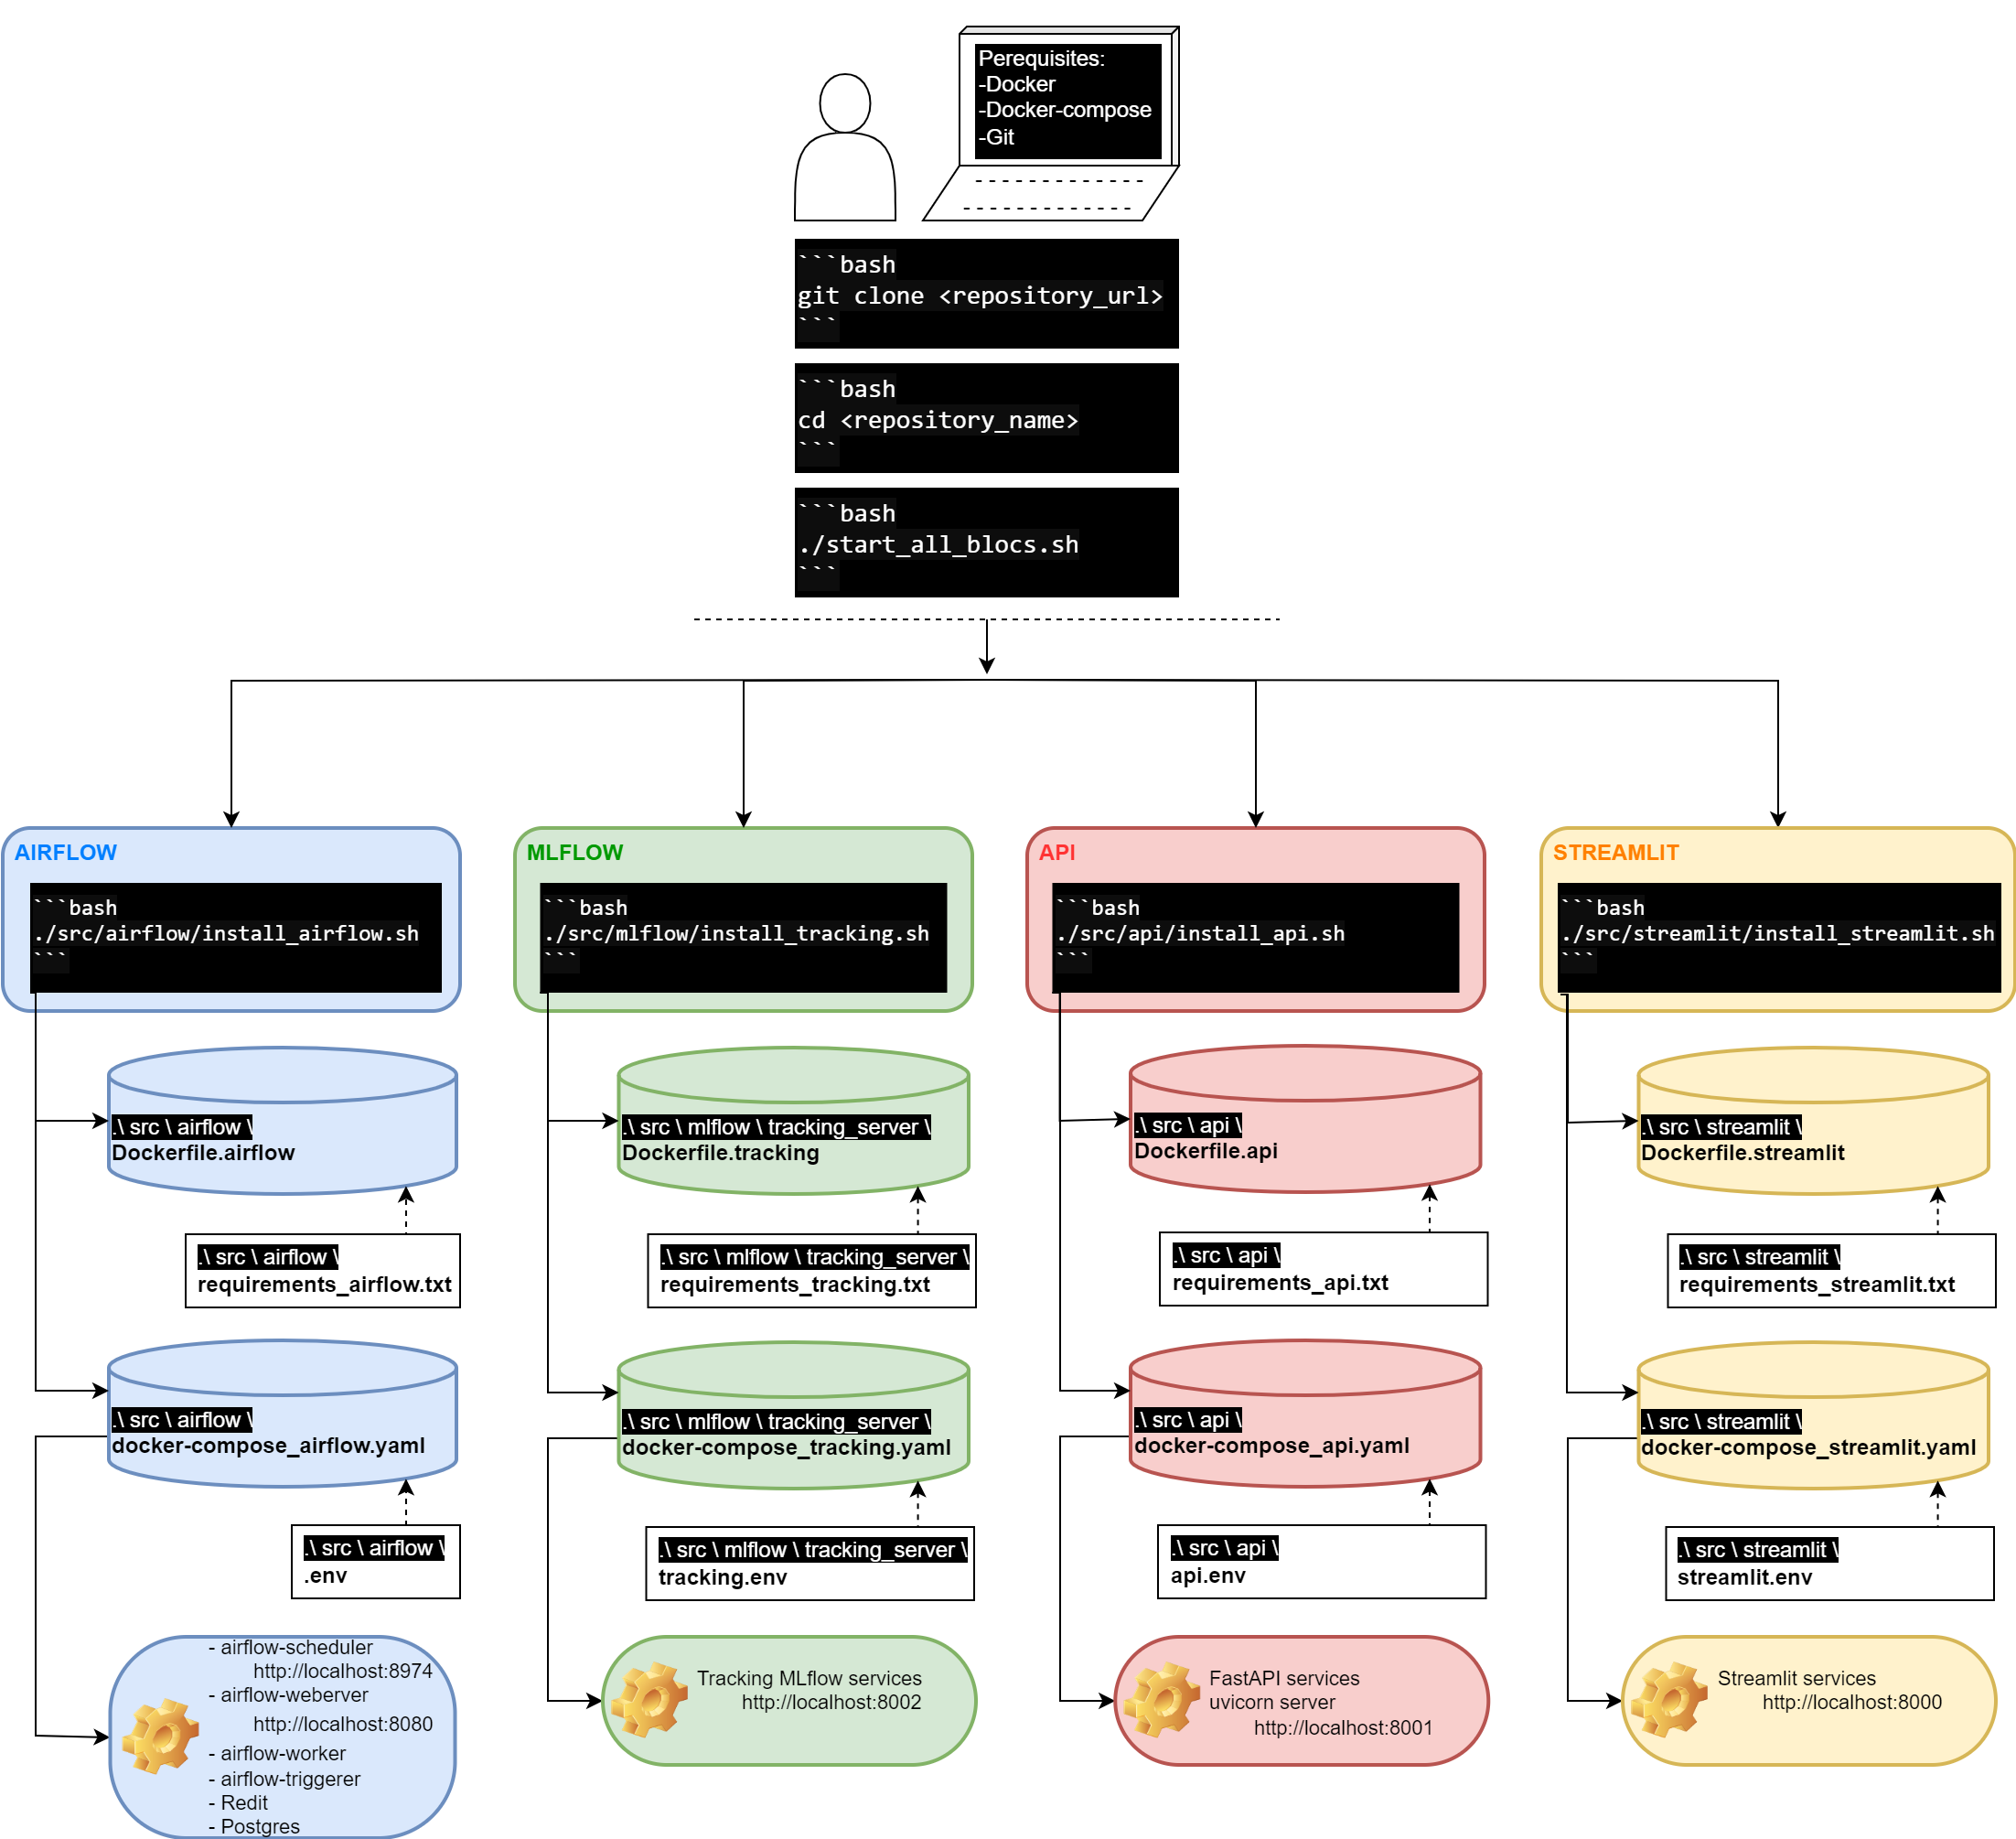 Perequisites:
-Docker
-Docker-compose
-Git
```bash
git clone <repository_url>
```
```bash
cd <repository_name>
```
```bash
./start_all_blocs.sh
```
AIRFLOW
```bash
./src/airflow/install_airflow.sh
```
.\ src \ airflow \
Dockerfile.airflow
.\ src \ airflow \
requirements_airflow.txt
.\ src \ airflow \
docker-compose_airflow.yaml
.\ src \ airflow \
.env
- airflow-scheduler
http://localhost:8974
- airflow-weberver
http://localhost:8080
- airflow-worker
- airflow-triggerer
- Redit
- Postgres
MLFLOW
```bash
./src/mlflow/install_tracking.sh
```
.\ src \ mlflow \ tracking_server \
Dockerfile.tracking
.\ src \ mlflow \ tracking_server \
requirements_tracking.txt
.\ src \ mlflow \ tracking_server \
docker-compose_tracking.yaml
.\ src \ mlflow \ tracking_server \
tracking.env
Tracking MLflow services
http://localhost:8002
API
```bash
./src/api/install_api.sh
```
.\ src \ api \
Dockerfile.api
.\ src \ api \
requirements_api.txt
.\ src \ api \
docker-compose_api.yaml
.\ src \ api \
api.env
FastAPI services
uvicorn server
http://localhost:8001
STREAMLIT
```bash
./src/streamlit/install_streamlit.sh
```
.\ src \ streamlit \
Dockerfile.streamlit
.\ src \ streamlit \
requirements_streamlit.txt
.\ src \ streamlit \
docker-compose_streamlit.yaml
.\ src \ streamlit \
streamlit.env
Streamlit services
http://localhost:8000